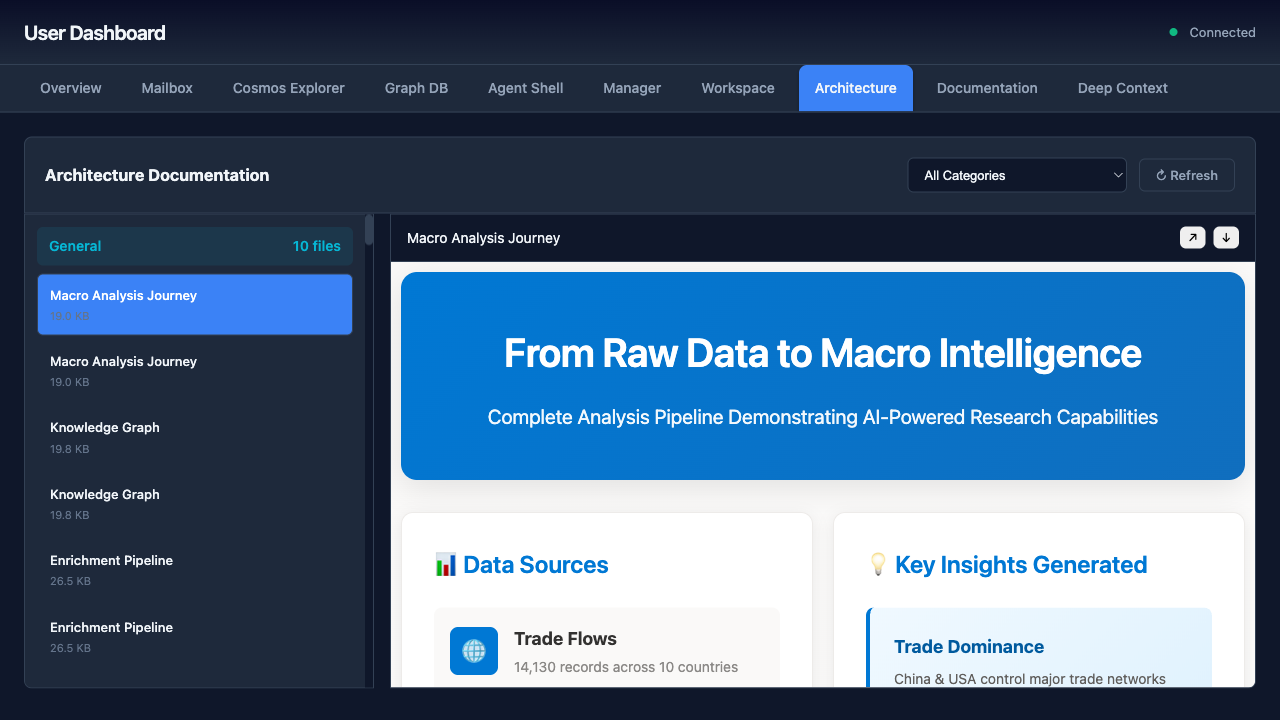 User Dashboard
Connected
Overview
Mailbox
Cosmos Explorer
Graph DB
Agent Shell
Manager
Workspace
Architecture
Documentation
Deep Context
Architecture Documentation
All Categories
Refresh
General
10 files
Macro Analysis Journey
19.0 KB
Macro Analysis Journey
19.0 KB
Knowledge Graph
19.8 KB
Knowledge Graph
19.8 KB
Enrichment Pipeline
26.5 KB
Enrichment Pipeline
26.5 KB
Macro Analysis Journey
From Raw Data to Macro Intelligence
Complete Analysis Pipeline Demonstrating AI-Powered Research Capabilities
Data Sources
Trade Flows
14,130 records across 10 countries
Key Insights Generated
Trade Dominance
China & USA control major trade networks